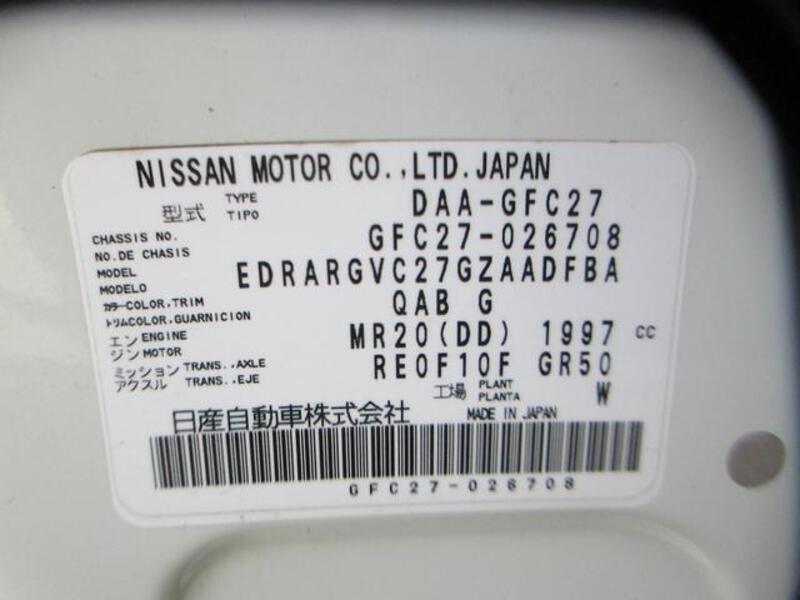 NISSAN MOTOR CO.,LTD.JAPAN
型式 TYPE TIPO DAA-GFC27
CHASSIS NO. NO.DE CHASIS GFC27-026708
MODEL MODELO EDRARGVC27GZAADFBA
カラー COLOR,TRIM トリム COLOR,GUARNICION QAB G
エンジン ENGINE MOTOR MR20(DD) 1997 cc
ミッション アクスル TRANS.,AXLE TRANS.,EJE RE0F10F GR50
工場 PLANT PLANTA W
日産自動車株式会社 MADE IN JAPAN
GFC27-026708